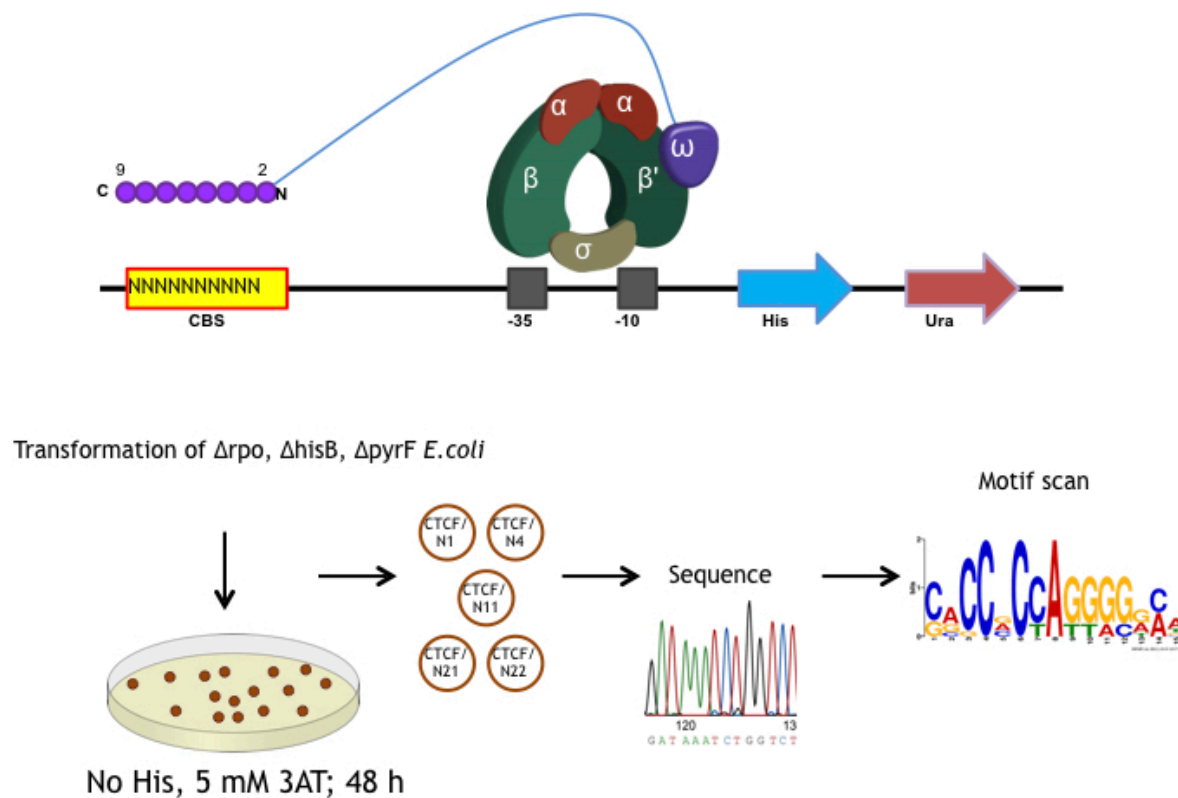 α α
ω
9 2
β β'
C N
σ
NNNNNNNNNN
CBS -35 -10 His Ura
Transformation of Δrpo, ΔhisB, ΔpyrF E.coli
Motif scan
CTCF/ CTCF/
N1 N4
Sequence
CTCF/
N11
CTCF/ CTCF/
N21 N22
120 13
G A T A A A T C T G G T C T
No His, 5 mM 3AT; 48 h